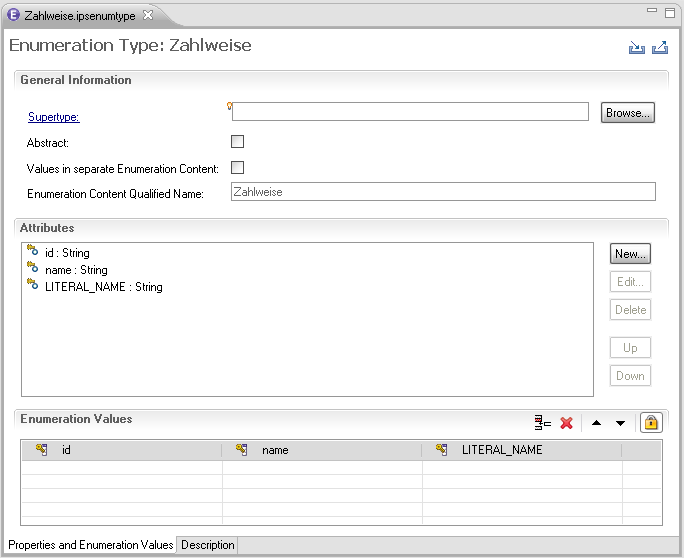 Zahlweise.ipsenumtype
Enumeration Type: Zahlweise
General Information
Supertype:
Browse...
Abstract:
Values in separate Enumeration Content:
Enumeration Content Qualified Name:
Zahlweise
Attributes
id : String
name : String
LITERAL_NAME : String
New...
Edit...
Delete
Up
Down
Enumeration Values
id name LITERAL_NAME
Properties and Enumeration Values Description